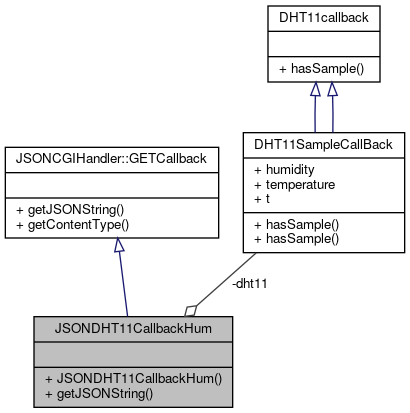 DHT11callback
+ hasSample()
DHT11SampleCallBack
+ humidity
+ temperature
+ t
+ hasSample()
+ hasSample()
JSONCGIHandler::GETCallback
+ getJSONString()
+ getContentType()
-dht11
JSONDHT11CallbackHum
+ JSONDHT11CallbackHum()
+ getJSONString()